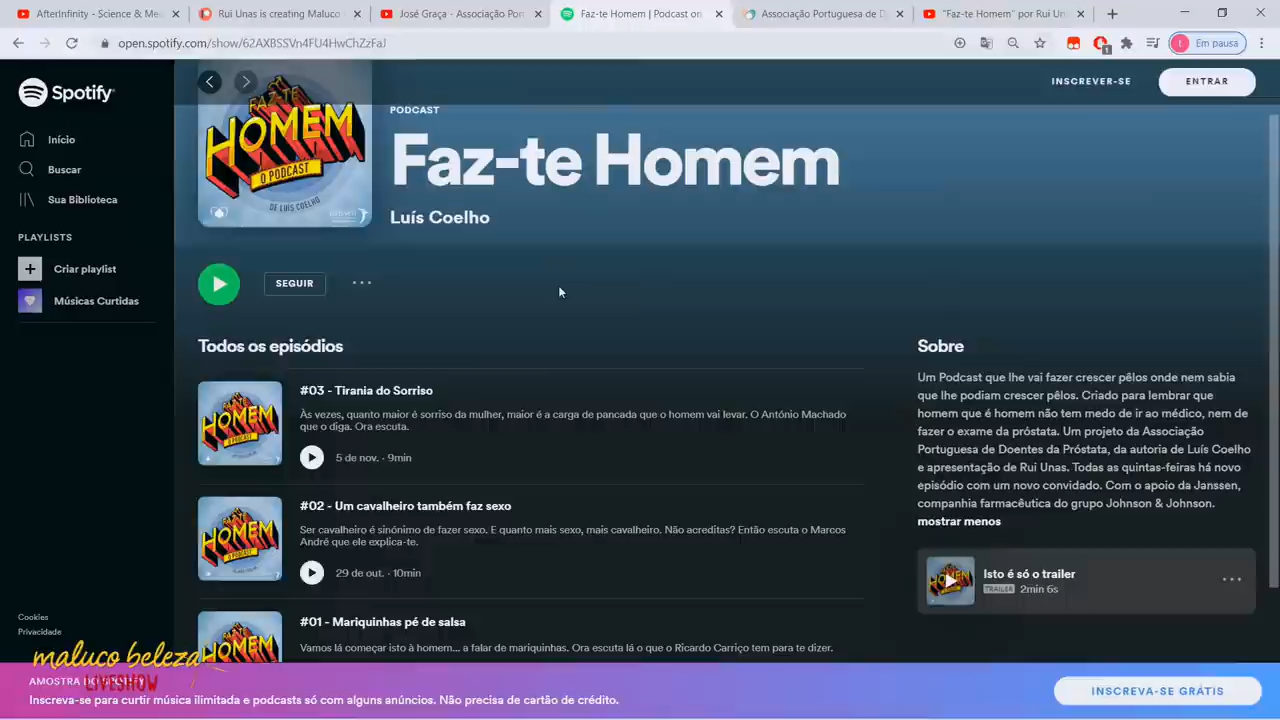 AfterInfinity - Science & Me
Rui Unas is creating Maluco
José Graça - Associação Port
Faz-te Homem | Podcast on
Associação Portuguesa de D
"Faz-te Homem" por Rui Un
open.spotify.com/show/62AXBSSVn4FU4HwChZzFaJ
1
t
Em pausa
Spotify
INSCREVER-SE
ENTRAR
Início
Buscar
Sua Biblioteca
PLAYLISTS
Criar playlist
Músicas Curtidas
FAZ-TE
HOMEM
O PODCAST
DE LUÍS COELHO
PODCAST
Faz-te Homem
Luís Coelho
SEGUIR
Todos os episódios
#03 - Tirania do Sorriso
Às vezes, quanto maior é sorriso da mulher, maior é a carga de pancada que o homem vai levar. O António Machado
que o diga. Ora escuta.
5 de nov. · 9min
#02 - Um cavalheiro também faz sexo
Ser cavalheiro é sinónimo de fazer sexo. E quanto mais sexo, mais cavalheiro. Não acreditas? Então escuta o Marcos
André que ele explica-te.
29 de out. · 10min
#01 - Mariquinhas pé de salsa
Vamos lá começar isto à homem... a falar de mariquinhas. Ora escuta lá o que o Ricardo Carriço tem para te dizer.
Sobre
Um Podcast que lhe vai fazer crescer pêlos onde nem sabia
que lhe podiam crescer pêlos. Criado para lembrar que
homem que é homem não tem medo de ir ao médico, nem de
fazer o exame da próstata. Um projeto da Associação
Portuguesa de Doentes da Próstata, da autoria de Luís Coelho
e apresentação de Rui Unas. Todas as quintas-feiras há novo
episódio com um novo convidado. Com o apoio da Janssen,
companhia farmacêutica do grupo Johnson & Johnson.
mostrar menos
Isto é só o trailer
TRAILER 2min 6s
Cookies
Privacidade
maluco beleza
LIVESHOW
AMOSTRA DO SPOTIFY
Inscreva-se para curtir música ilimitada e podcasts só com alguns anúncios. Não precisa de cartão de crédito.
INSCREVA-SE GRÁTIS